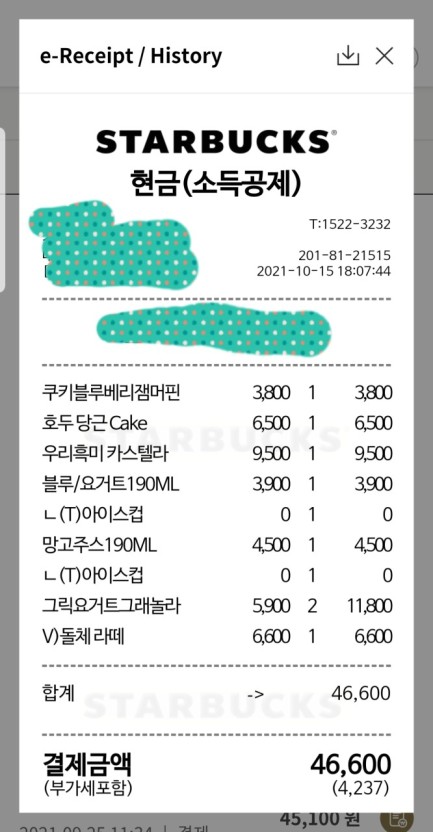 e-Receipt / History
STARBUCKS®
현금(소득공제)
T:1522-3232
201-81-21515
2021-10-15 18:07:44
쿠키블루베리잼머핀 3,800 1 3,800
호두 당근 Cake 6,500 1 6,500
우리흑미 카스텔라 9,500 1 9,500
블루/요거트190ML 3,900 1 3,900
ㄴ(T)아이스컵 0 1 0
망고주스190ML 4,500 1 4,500
ㄴ(T)아이스컵 0 1 0
그릭요거트그래놀라 5,900 2 11,800
V)돌체 라떼 6,600 1 6,600
합계 -> 46,600
STARBUCKS
결제금액 46,600
(부가세포함) (4,237)
45,100 원